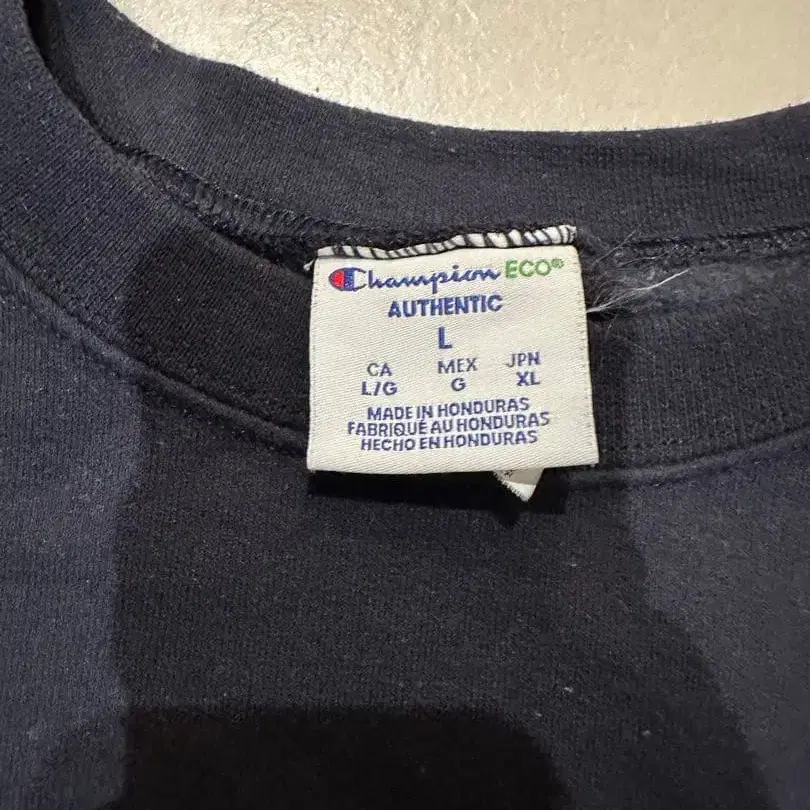 Champion ECO®
AUTHENTIC
L
CA MEX JPN
L/G G XL
MADE IN HONDURAS
FABRIQUÉ AU HONDURAS
HECHO EN HONDURAS